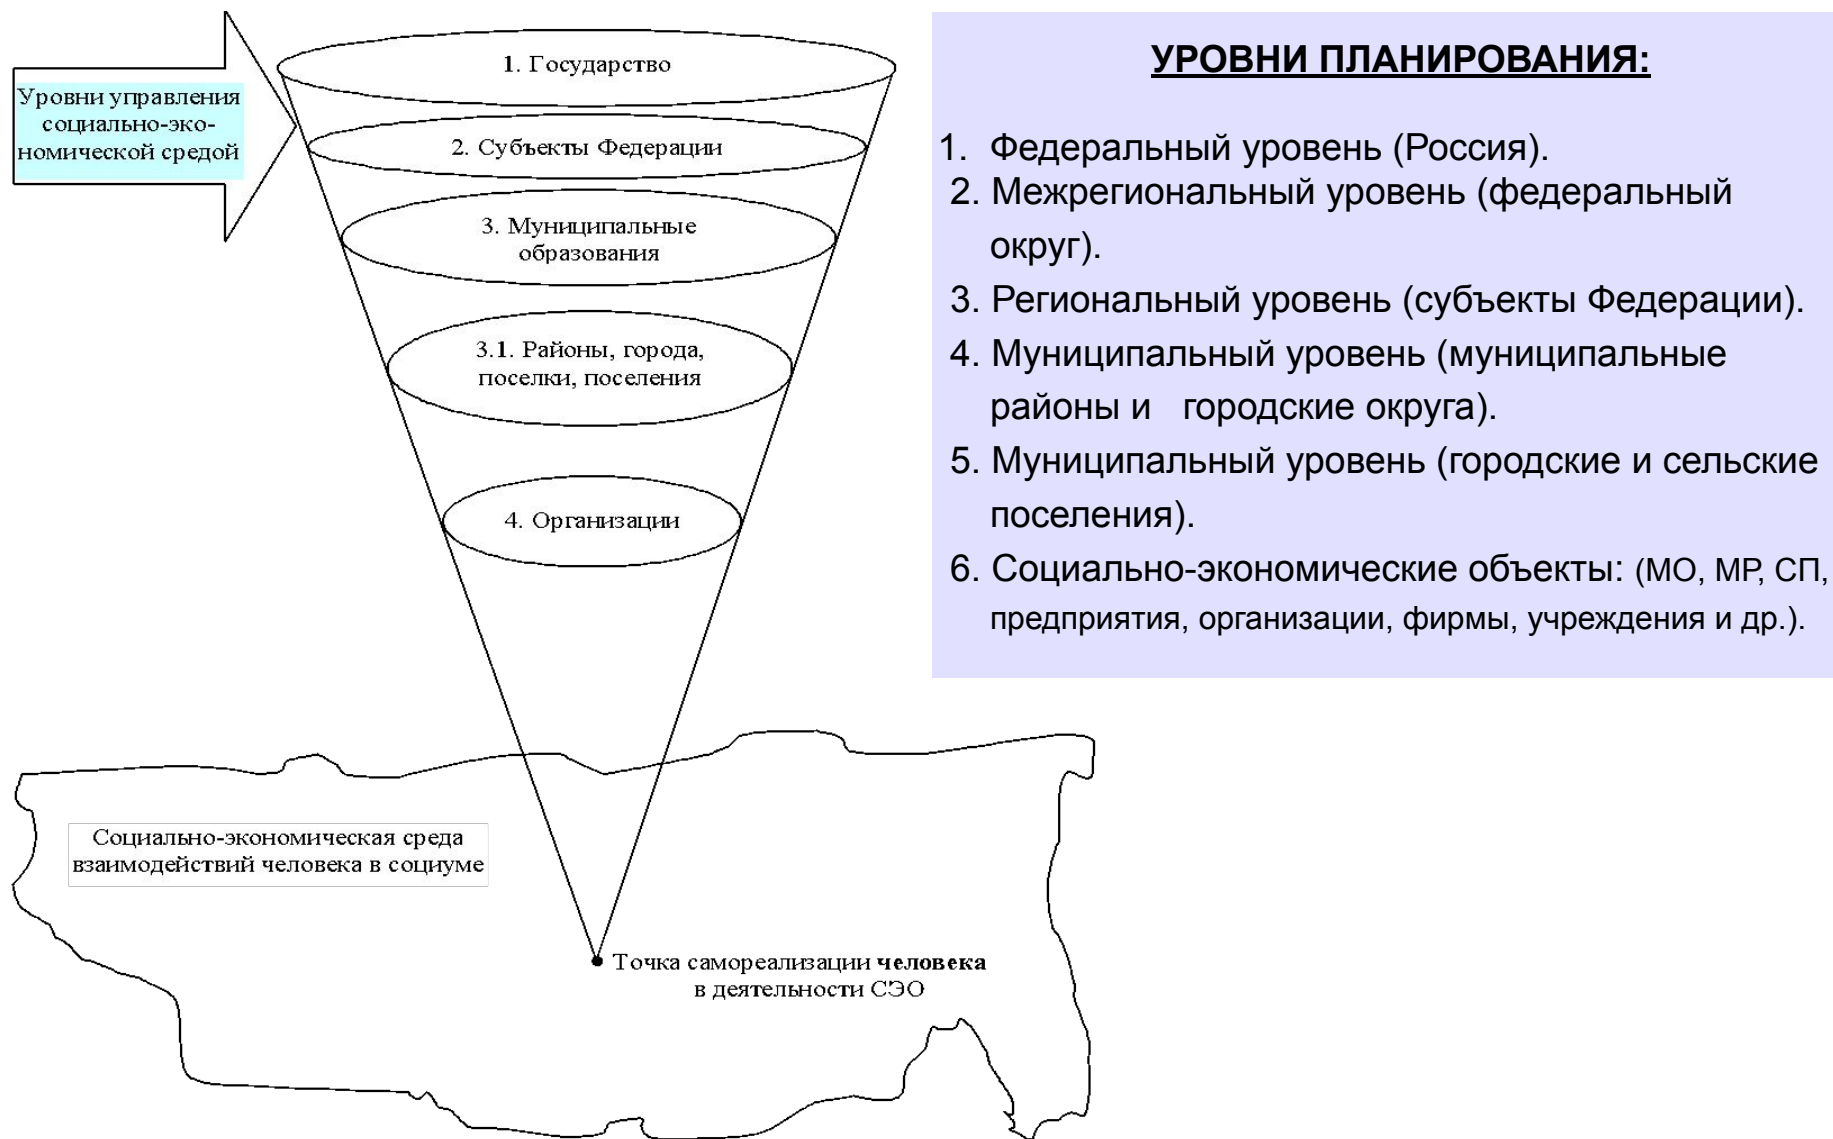 Уровни управления
социально-эко-
номической средой
1. Государство
2. Субъекты Федерации
3. Муниципальные
образования
3.1. Районы, города,
поселки, поселения
4. Организации
Социально-экономическая среда
взаимодействий человека в социуме
Точка самореализации человека
в деятельности СЭО
УРОВНИ ПЛАНИРОВАНИЯ:
1. Федеральный уровень (Россия).
2. Межрегиональный уровень (федеральный
округ).
3. Региональный уровень (субъекты Федерации).
4. Муниципальный уровень (муниципальные
районы и городские округа).
5. Муниципальный уровень (городские и сельские
поселения).
6. Социально-экономические объекты: (МО, МР, СП,
предприятия, организации, фирмы, учреждения и др.).